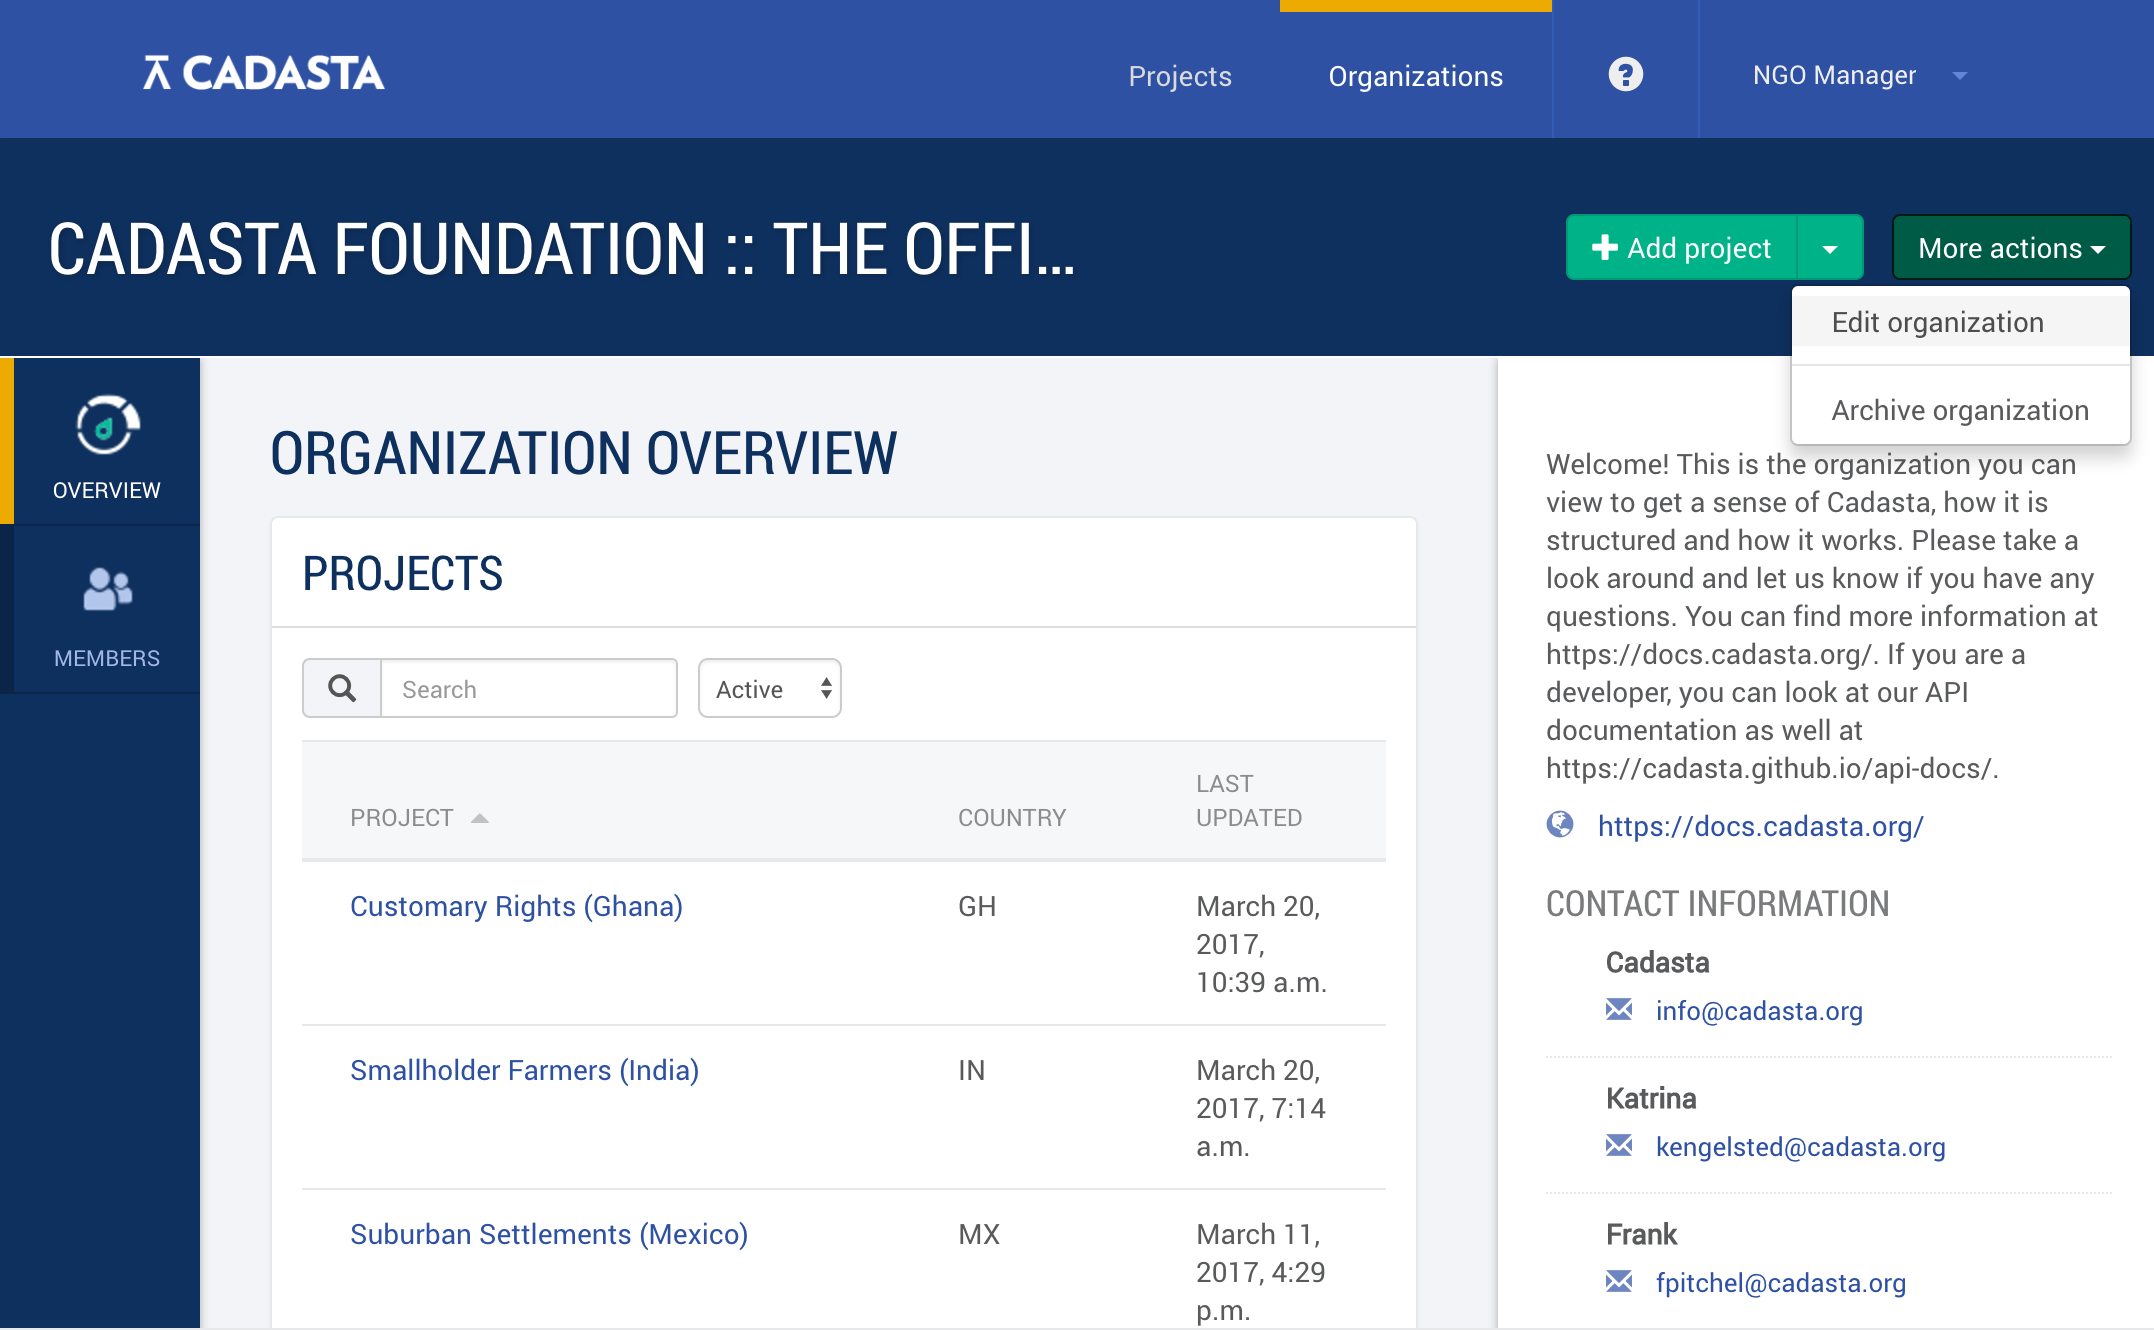 CADASTA
Projects
Organizations
?
NGO Manager
CADASTA FOUNDATION :: THE OFFI...
Add project
More actions
Edit organization
Archive organization
OVERVIEW
MEMBERS
ORGANIZATION OVERVIEW
PROJECTS
Search
Active
PROJECT
COUNTRY
LAST
UPDATED
Customary Rights (Ghana)
GH
March 20,
2017,
10:39 a.m.
Smallholder Farmers (India)
IN
March 20,
2017, 7:14
a.m.
Suburban Settlements (Mexico)
MX
March 11,
2017, 4:29
p.m.
Welcome! This is the organization you can
view to get a sense of Cadasta, how it is
structured and how it works. Please take a
look around and let us know if you have any
questions. You can find more information at
https://docs.cadasta.org/. If you are a
developer, you can look at our API
documentation as well at
https://cadasta.github.io/api-docs/.
https://docs.cadasta.org/
CONTACT INFORMATION
Cadasta
info@cadasta.org
Katrina
kengelsted@cadasta.org
Frank
fpitchel@cadasta.org